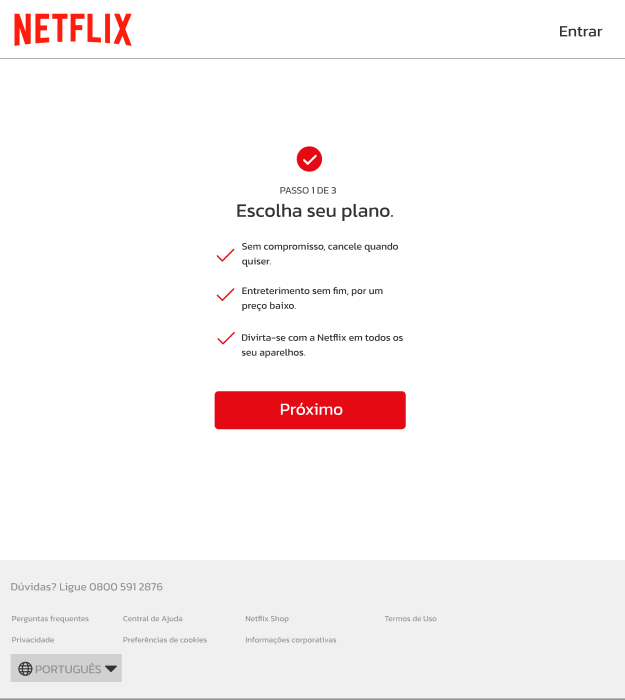 NETFLIX
Entrar
PASSO 1 DE 3
Escolha seu plano.
Sem compromisso, cancele quando
quiser.
Entreterimento sem fim, por um
preço baixo.
Divirta-se com a Netflix em todos os
seu aparelhos.
Próximo
Dúvidas? Ligue 0800 591 2876
Perguntas frequentes Central de Ajuda Netflix Shop Termos de Uso
Privacidade Preferências de cookies Informações corporativas
PORTUGUÊS